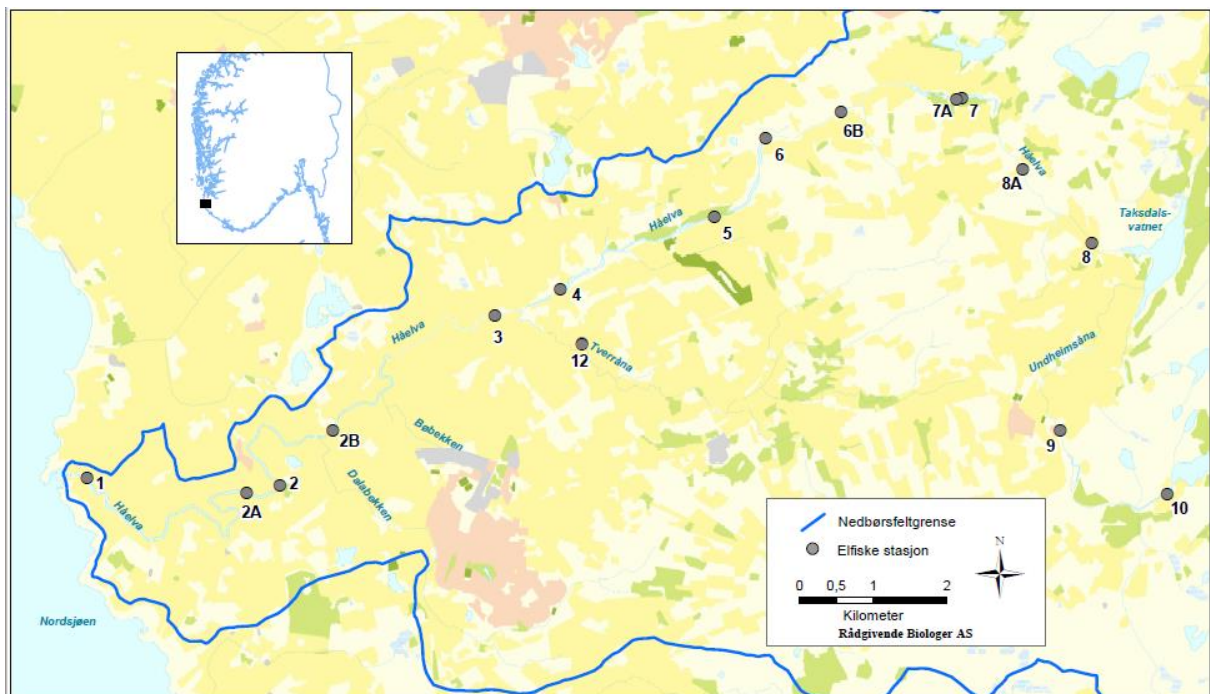 7A
7
6B
6
Håelva
8A
Taksdals-
vatnet
Håelva
5
8
4
3
Håelva
12
Tverråna
Undheimsåna
2B
Bøbekken
9
1
2
2A
Dalabekken
Håelva
10
Nedbørsfeltgrense
Elfiske stasjon
N
0 0,5 1 2
Kilometer
Rådgivende Biologer AS
Nordsjøen